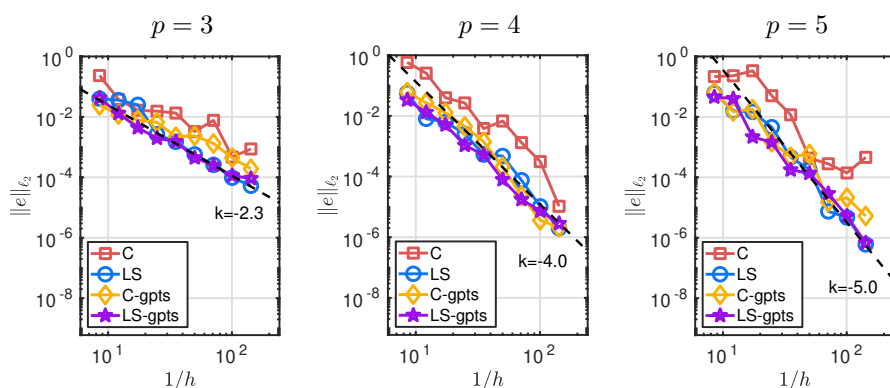 p = 3
p = 4
p = 5
‖e‖ℓ2
10^0
10^-2
10^-4
10^-6
10^-8
k=-2.3
C
LS
C-gpts
LS-gpts
10^1
10^2
1/h
‖e‖ℓ2
10^0
10^-2
10^-4
10^-6
10^-8
k=-4.0
C
LS
C-gpts
LS-gpts
10^1
10^2
1/h
‖e‖ℓ2
10^0
10^-2
10^-4
10^-6
10^-8
k=-5.0
C
LS
C-gpts
LS-gpts
10^1
10^2
1/h